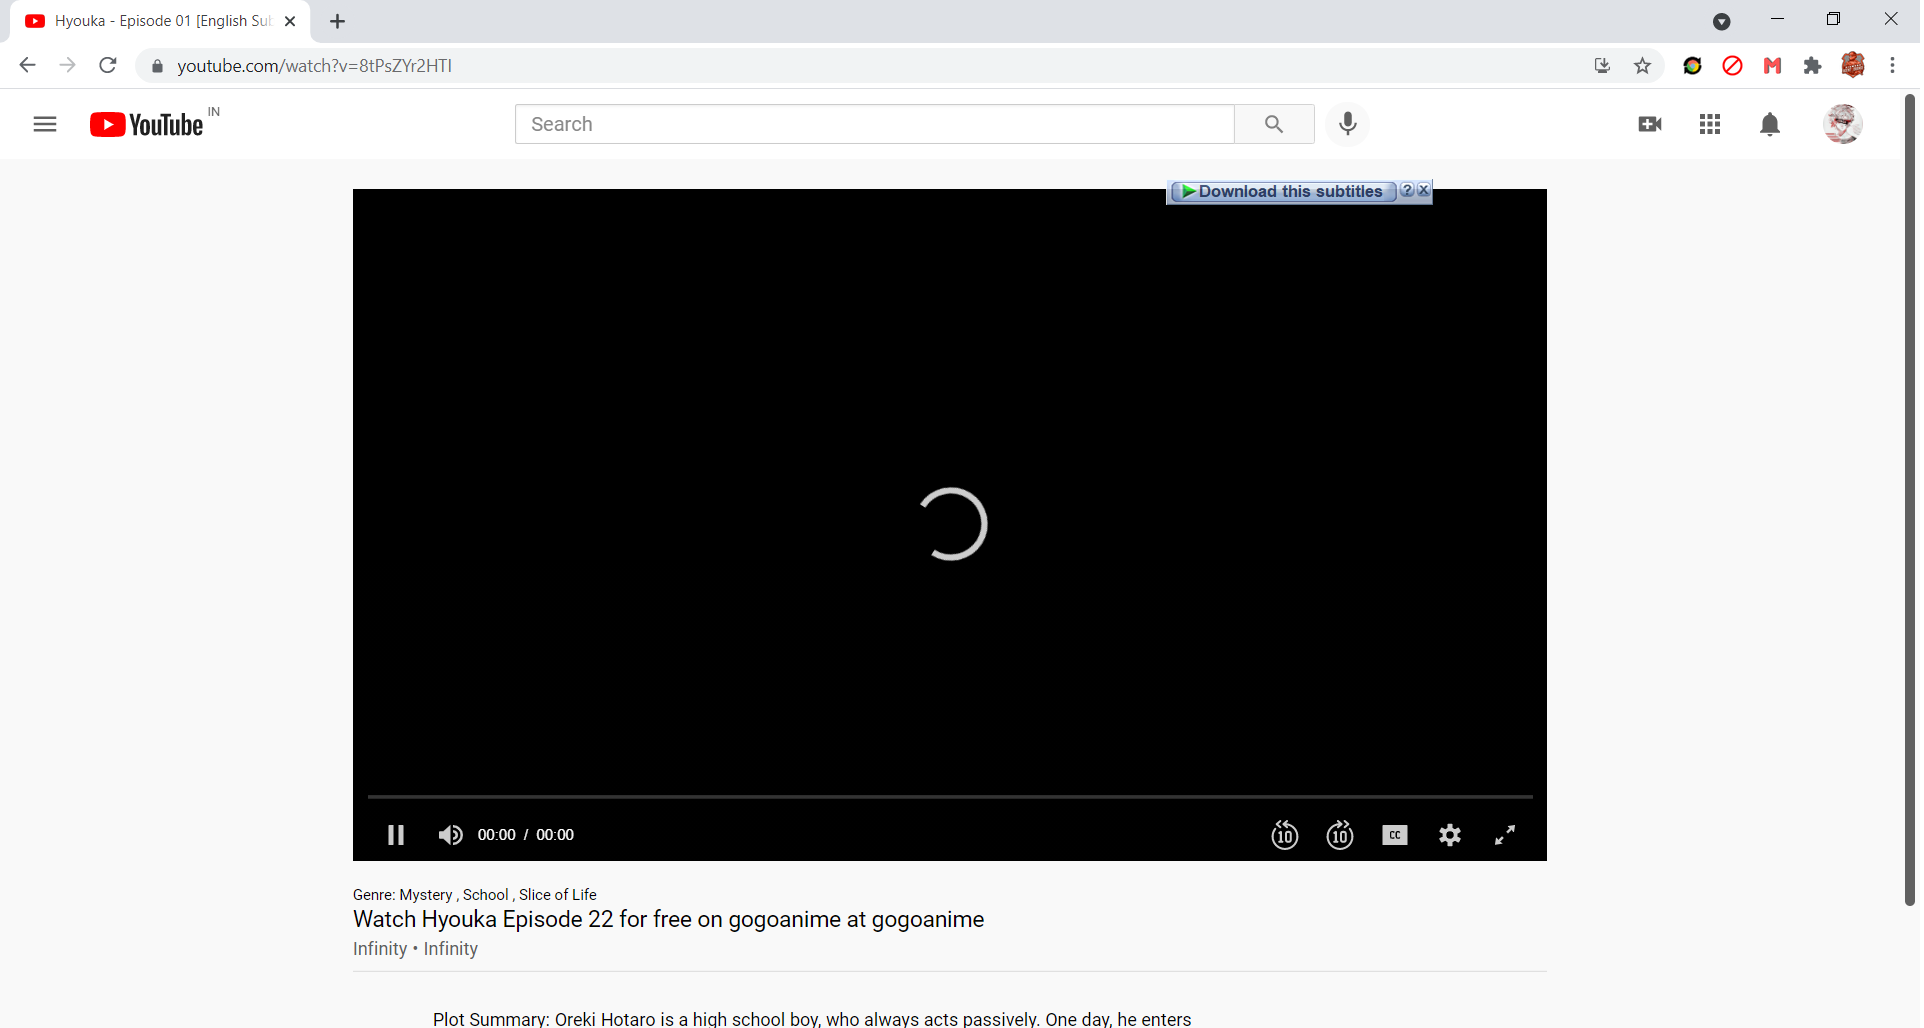 Hyouka - Episode 01 [English Sub
youtube.com/watch?v=8tPsZYr2HTI
YouTube IN
Search
Download this subtitles ? x
00:00 / 00:00
10 10 CC
Genre: Mystery , School , Slice of Life
Watch Hyouka Episode 22 for free on gogoanime at gogoanime
Infinity • Infinity
Plot Summary: Oreki Hotaro is a high school boy, who always acts passively. One day, he enters